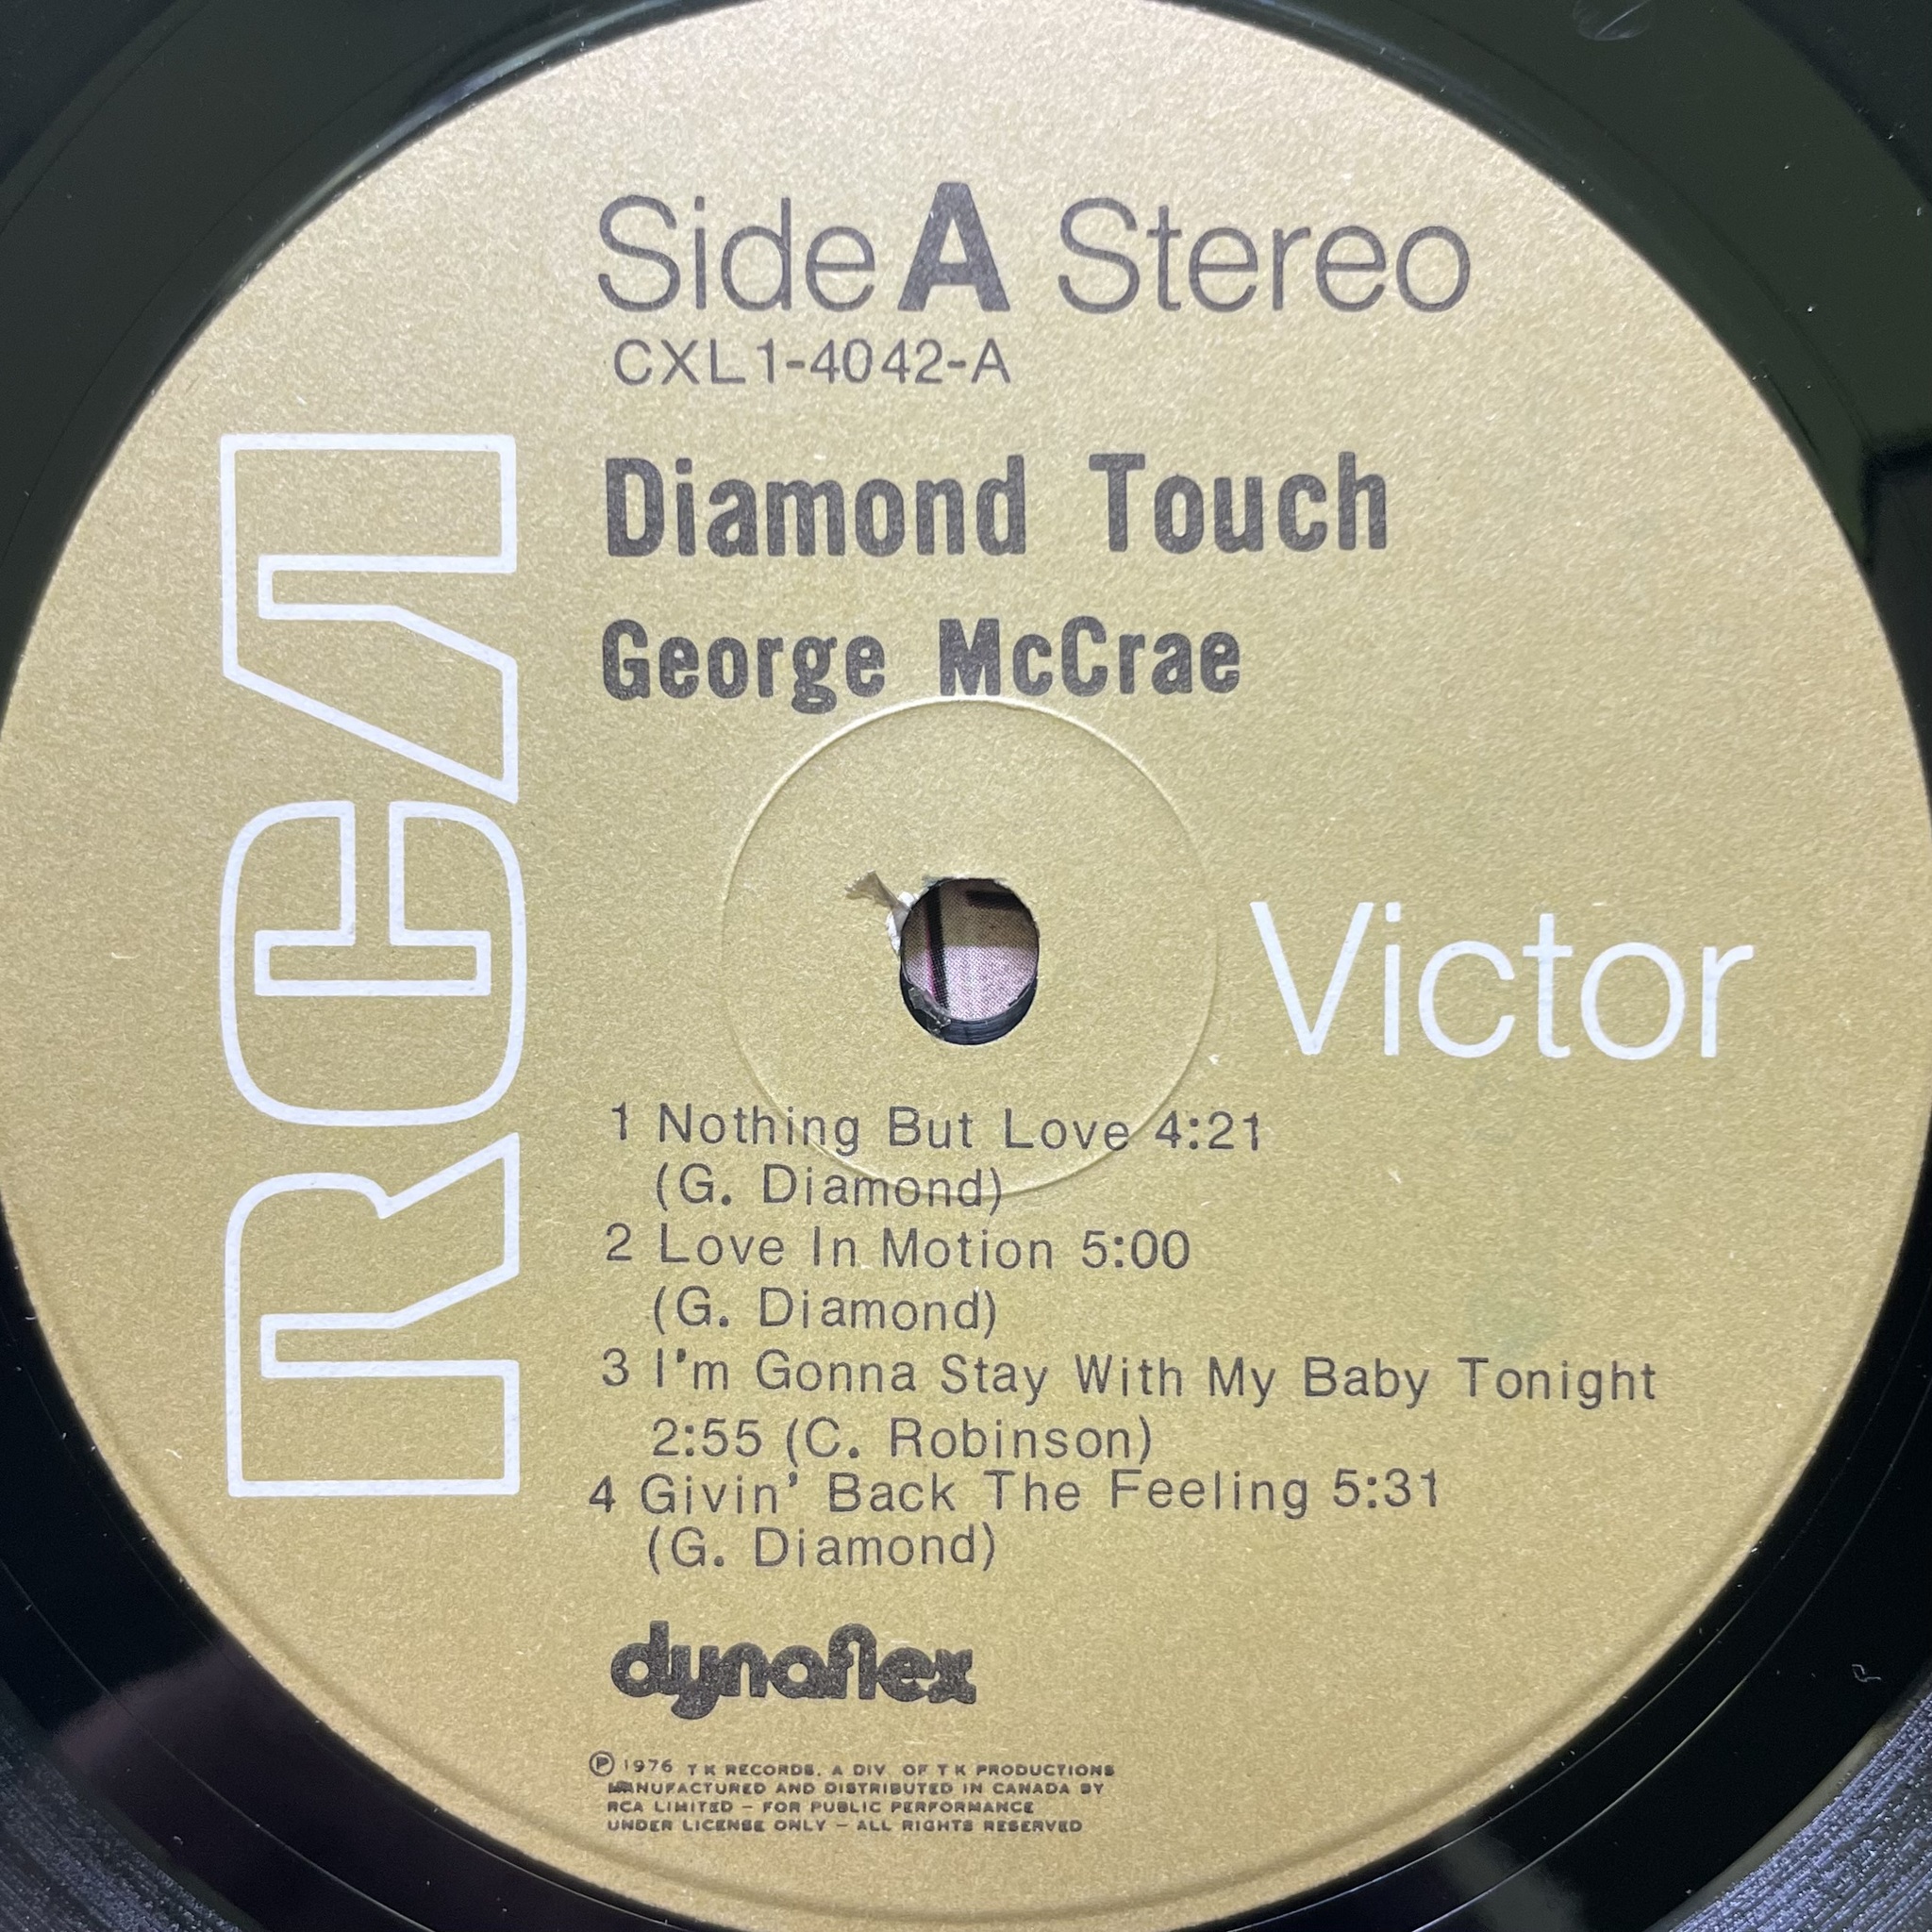 Side A Stereo
CXL1-4042-A
Diamond Touch
George McCrae
RCA
Victor
1 Nothing But Love 4:21
(G. Diamond)
2 Love In Motion 5:00
(G. Diamond)
3 I'm Gonna Stay With My Baby Tonight
2:55 (C. Robinson)
4 Givin' Back The Feeling 5:31
(G. Diamond)
dynaflex
℗ 1976 T K RECORDS, A DIV. OF T K PRODUCTIONS
MANUFACTURED AND DISTRIBUTED IN CANADA BY
RCA LIMITED – FOR PUBLIC PERFORMANCE
UNDER LICENSE ONLY – ALL RIGHTS RESERVED